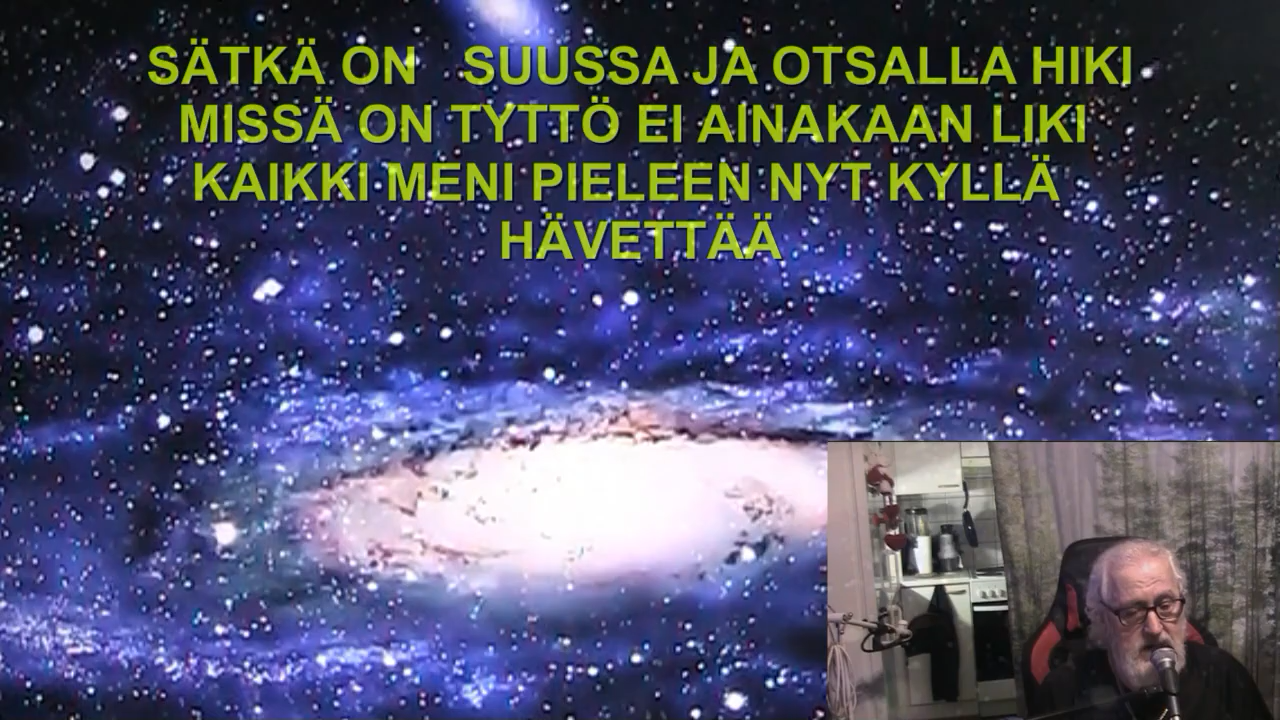 SÄTKÄ ON SUUSSA JA OTSALLA HIKI
MISSÄ ON TYTTÖ EI AINAKAAN LIKI
KAIKKI MENI PIELEEN NYT KYLLÄ
HÄVETTÄÄ